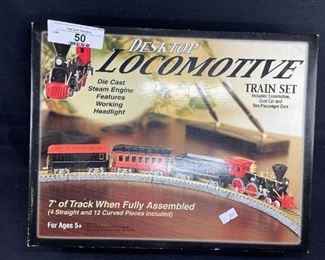 50
DESKTOP
LOCOMOTIVE
TRAIN SET
Includes Locomotive,
Coal Car and
Two Passenger Cars
Die Cast
Steam Engine
Features
Working
Headlight
7' of Track When Fully Assembled
(4 Straight and 12 Curved Pieces Included)
For Ages 5+